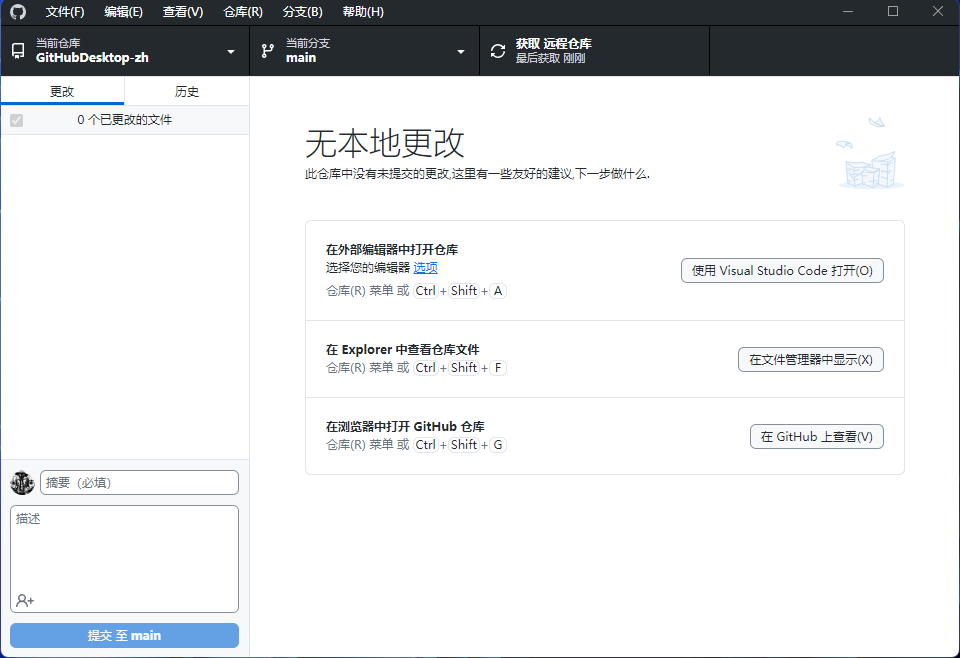 文件(F) 编辑(E) 查看(V) 仓库(R) 分支(B) 帮助(H)
当前仓库
GitHubDesktop-zh
当前分支
main
获取 远程仓库
最后获取 刚刚
更改
历史
0 个已更改的文件
无本地更改
此仓库中没有未提交的更改,这里有一些友好的建议,下一步做什么.
在外部编辑器中打开仓库
选择您的编辑器 选项
仓库(R) 菜单 或 Ctrl + Shift + A
使用 Visual Studio Code 打开(O)
在 Explorer 中查看仓库文件
仓库(R) 菜单 或 Ctrl + Shift + F
在文件管理器中显示(X)
在浏览器中打开 GitHub 仓库
仓库(R) 菜单 或 Ctrl + Shift + G
在 GitHub 上查看(V)
摘要（必填）
描述
提交 至 main